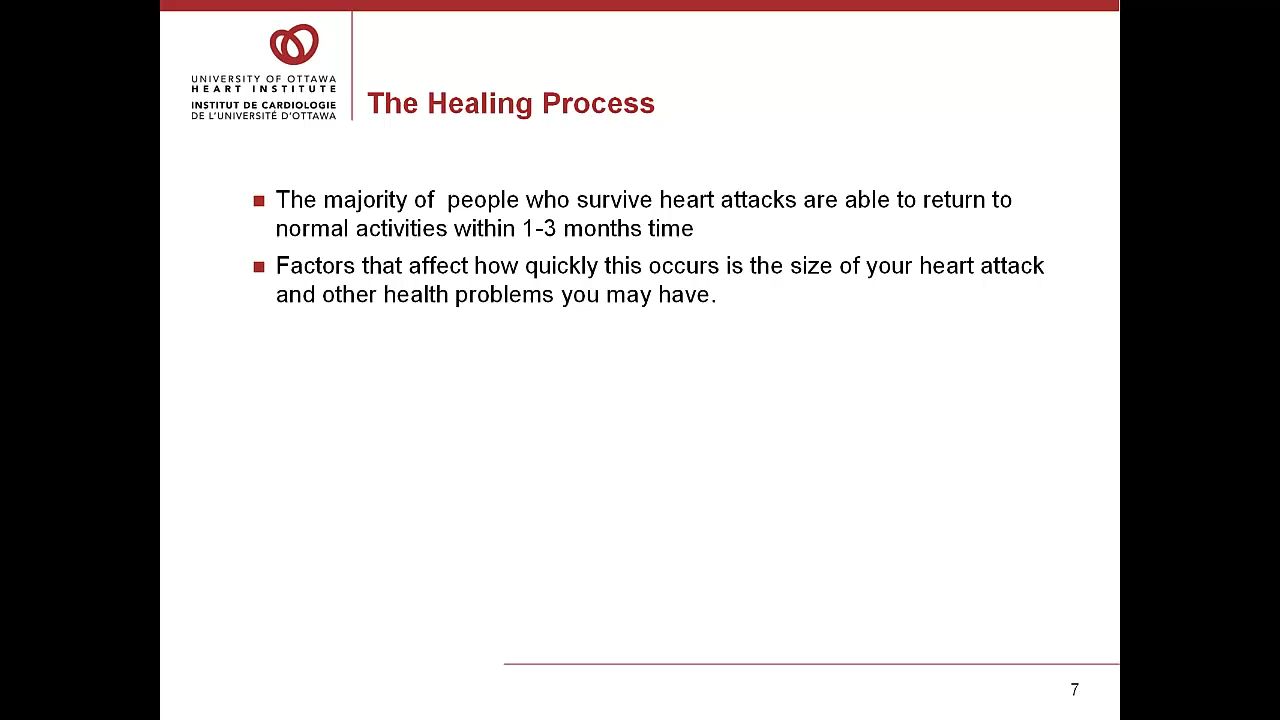 UNIVERSITY OF OTTAWA
HEART INSTITUTE
INSTITUT DE CARDIOLOGIE
DE L'UNIVERSITÉ D'OTTAWA
The Healing Process
The majority of  people who survive heart attacks are able to return to
normal activities within 1-3 months time
Factors that affect how quickly this occurs is the size of your heart attack
and other health problems you may have.
7